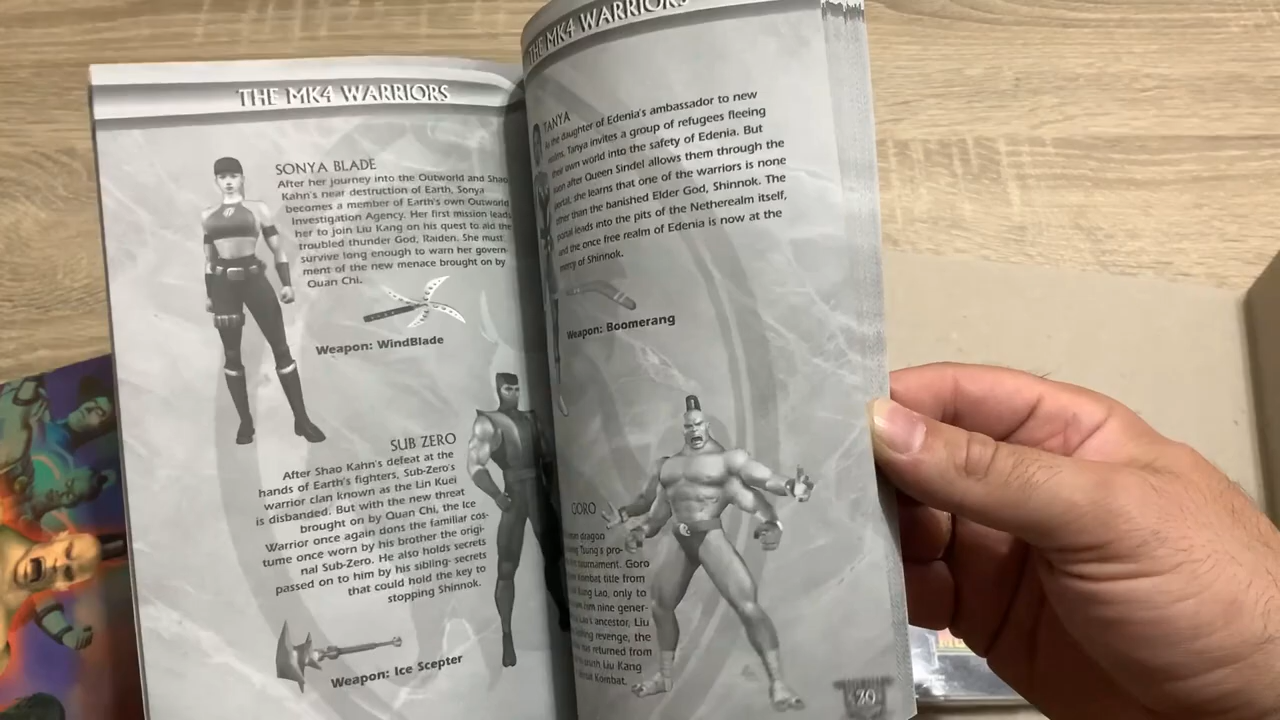 THE MK4 WARRIORS
SONYA BLADE
After her journey into the Outworld and Shao
Kahn's near destruction of Earth, Sonya
becomes a member of Earth's own Outworld
Investigation Agency. Her first mission leads
her to join Liu Kang on his quest to aid the
troubled thunder God, Raiden. She must
survive long enough to warn her govern-
ment of the new menace brought on by
Quan Chi.
Weapon: WindBlade
SUB ZERO
After Shao Kahn's defeat at the
hands of Earth's fighters, Sub-Zero's
warrior clan known as the Lin Kuei
is disbanded. But with the new threat
brought on by Quan Chi, the Ice
Warrior once again dons the familiar cos-
tume once worn by his brother the origi-
nal Sub-Zero. He also holds secrets
passed on to him by his sibling- secrets
that could hold the key to
stopping Shinnok.
Weapon: Ice Scepter
THE MK4 WARRIORS
TANYA
the daughter of Edenia's ambassador to new
realms, Tanya invites a group of refugees fleeing
their own world into the safety of Edenia. But
soon after Queen Sindel allows them through the
portal, she learns that one of the warriors is none
other than the banished Elder God, Shinnok. The
portal leads into the pits of the Netherealm itself,
and the once free realm of Edenia is now at the
mercy of Shinnok.
Weapon: Boomerang
GORO
dragon
Tsung's pro-
tournament. Goro
kombat title from
Kung Lao, only to
him nine gener-
ancestor, Liu
revenge, the
has returned from
crush Liu Kang
Kombat.
30